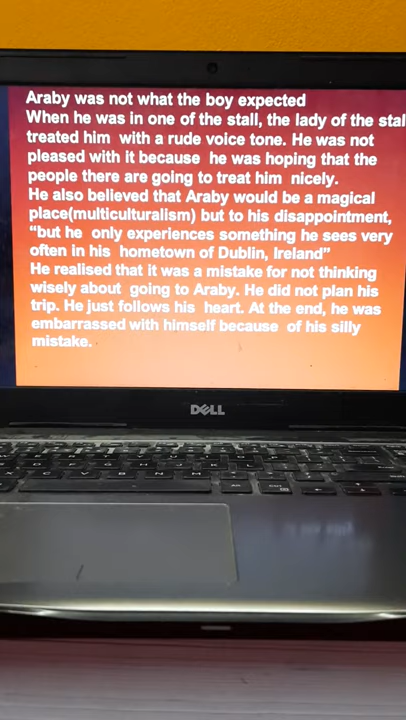 Araby was not what the boy expected
When he was in one of the stall, the lady of the stal
treated him with a rude voice tone. He was not
pleased with it because he was hoping that the
people there are going to treat him nicely.
He also believed that Araby would be a magical
place(multiculturalism) but to his disappointment,
“but he only experiences something he sees very
often in his hometown of Dublin, Ireland”
He realised that it was a mistake for not thinking
wisely about going to Araby. He did not plan his
trip. He just follows his heart. At the end, he was
embarrassed with himself because of his silly
mistake.
DELL